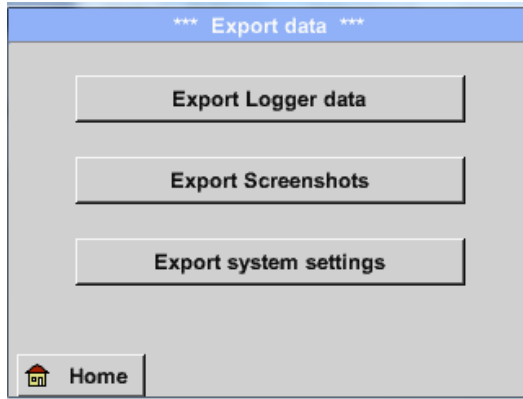 *** Export data ***
Export Logger data
Export Screenshots
Export system settings
Home